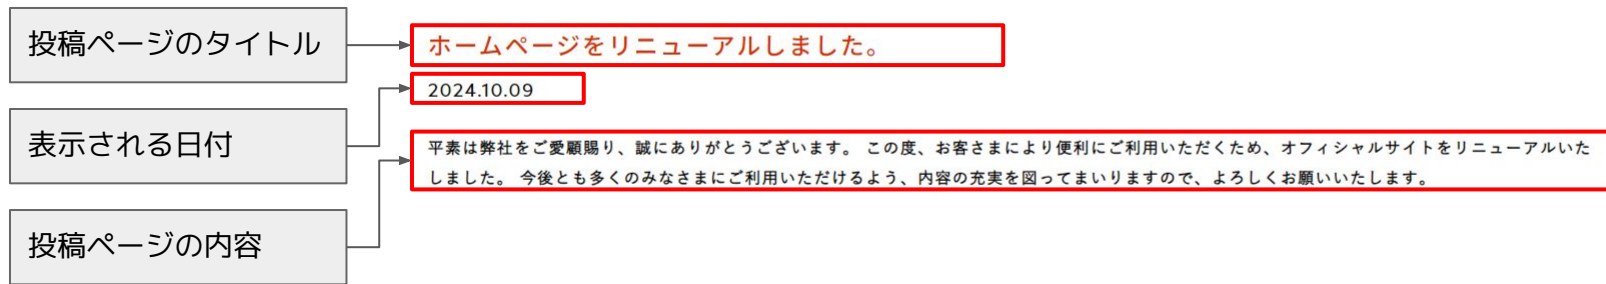 投稿ページのタイトル
ホームページをリニューアルしました。
表示される日付
2024.10.09
投稿ページの内容
平素は弊社をご愛顧賜り、誠にありがとうございます。 この度、お客さまにより便利にご利用いただくため、オフィシャルサイトをリニューアルいた
しました。 今後とも多くのみなさまにご利用いただけるよう、内容の充実を図ってまいりますので、よろしくお願いいたします。